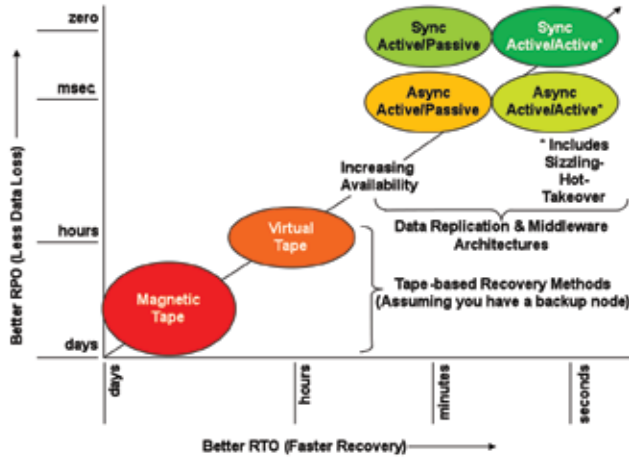 zero
Sync
Active/Passive
Sync
Active/Active*
msec.
Async
Active/Passive
Async
Active/Active*
* Includes
Sizzling-
Hot-
Takeover
Increasing
Availability
Data Replication & Middleware
Architectures
hours
Virtual
Tape
Tape-based Recovery Methods
(Assuming you have a backup node)
Magnetic
Tape
days
Better RPO (Less Data Loss)
days
hours
minutes
seconds
Better RTO (Faster Recovery)